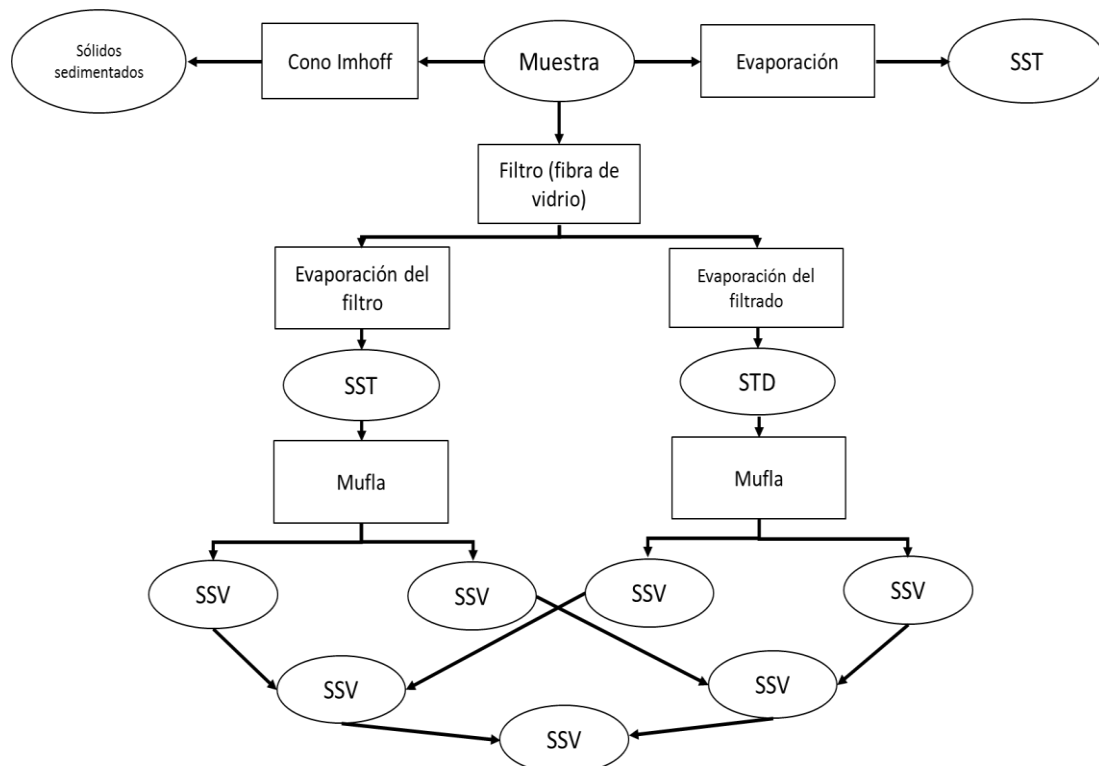 Sólidos
sedimentados
Cono Imhoff
Muestra
Evaporación
SST
Filtro (fibra de
vidrio)
Evaporación del
filtro
Evaporación del
filtrado
SST
STD
Mufla
Mufla
SSV
SSV
SSV
SSV
SSV
SSV
SSV